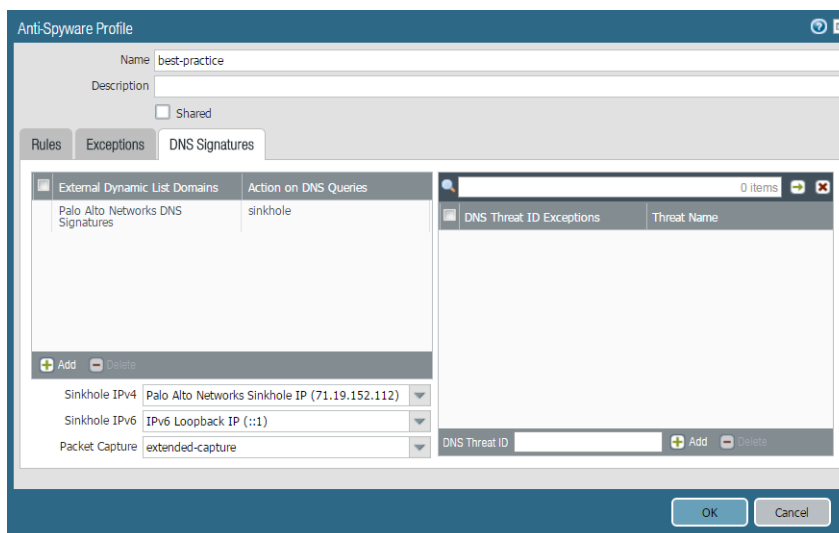 Anti-Spyware Profile
Name best-practice
Description
Shared
Rules Exceptions DNS Signatures
External Dynamic List Domains Action on DNS Queries
Palo Alto Networks DNS Signatures sinkhole
0 items
DNS Threat ID Exceptions Threat Name
Add Delete
Sinkhole IPv4 Palo Alto Networks Sinkhole IP (71.19.152.112)
Sinkhole IPv6 IPv6 Loopback IP (::1)
Packet Capture extended-capture
DNS Threat ID Add Delete
OK Cancel